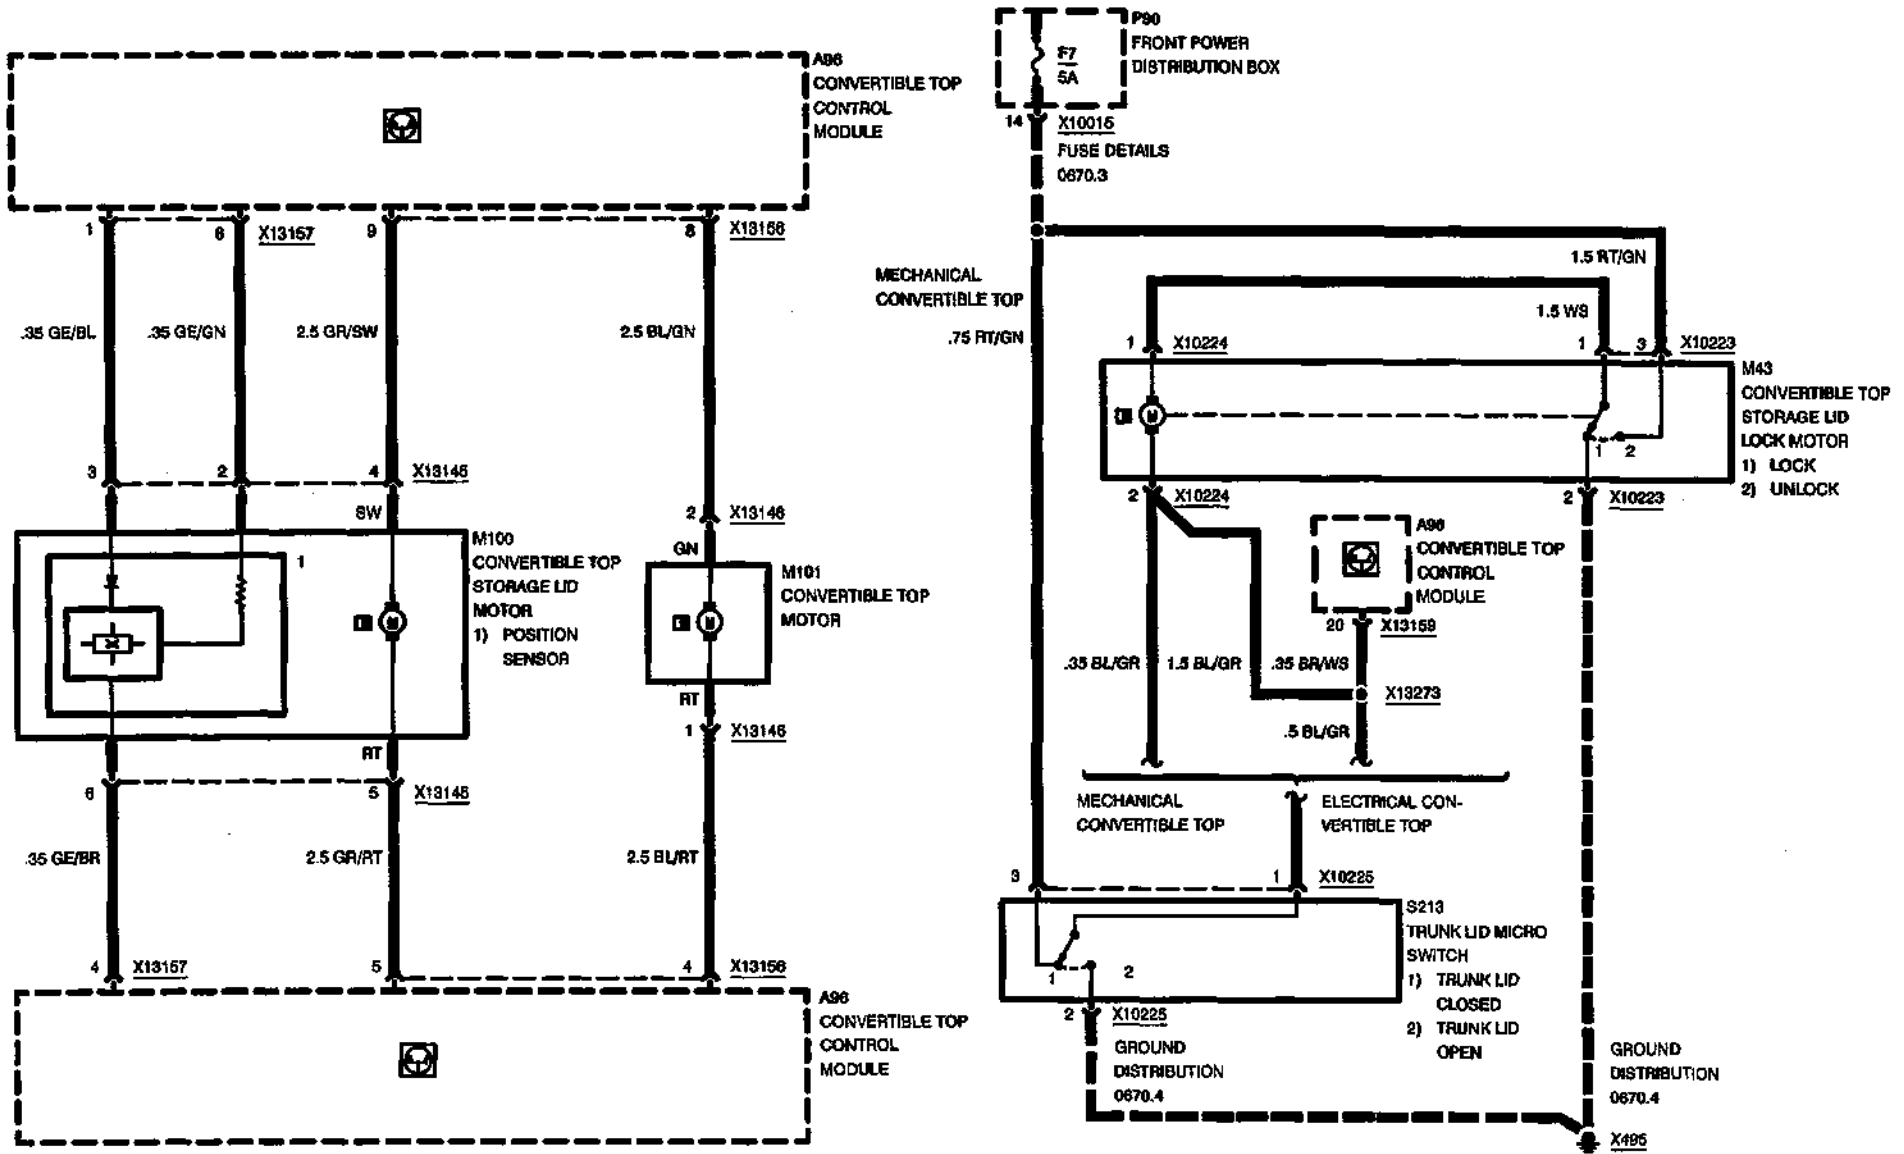 A96
CONVERTIBLE TOP
CONTROL
MODULE
1
6
X13157
9
8
X13156
.35 GE/BL
.35 GE/GN
2.5 GR/SW
2.5 BL/GN
3
2
4
X13145
SW
2
X13146
GN
M100
CONVERTIBLE TOP
STORAGE LID
MOTOR
1) POSITION
SENSOR
1
M
M101
CONVERTIBLE TOP
MOTOR
M
RT
RT
1
X13146
6
5
X13145
.35 GE/BR
2.5 GR/RT
2.5 BL/RT
4
X13157
5
4
X13156
A96
CONVERTIBLE TOP
CONTROL
MODULE
P90
FRONT POWER
DISTRIBUTION BOX
F7
5A
14
X10015
FUSE DETAILS
0670.3
MECHANICAL
CONVERTIBLE TOP
.75 RT/GN
1.5 RT/GN
1.5 WS
1
X10224
1
3
X10223
M43
CONVERTIBLE TOP
STORAGE LID
LOCK MOTOR
1) LOCK
2) UNLOCK
M
1
2
2
X10224
2
X10223
A96
CONVERTIBLE TOP
CONTROL
MODULE
20
X13159
.35 BL/GR
1.5 BL/GR
.35 BR/WS
X13273
.5 BL/GR
MECHANICAL
CONVERTIBLE TOP
ELECTRICAL CON-
VERTIBLE TOP
3
1
X10225
S213
TRUNK LID MICRO
SWITCH
1) TRUNK LID
CLOSED
2) TRUNK LID
OPEN
1
2
2
X10225
GROUND
DISTRIBUTION
0670.4
GROUND
DISTRIBUTION
0670.4
X495